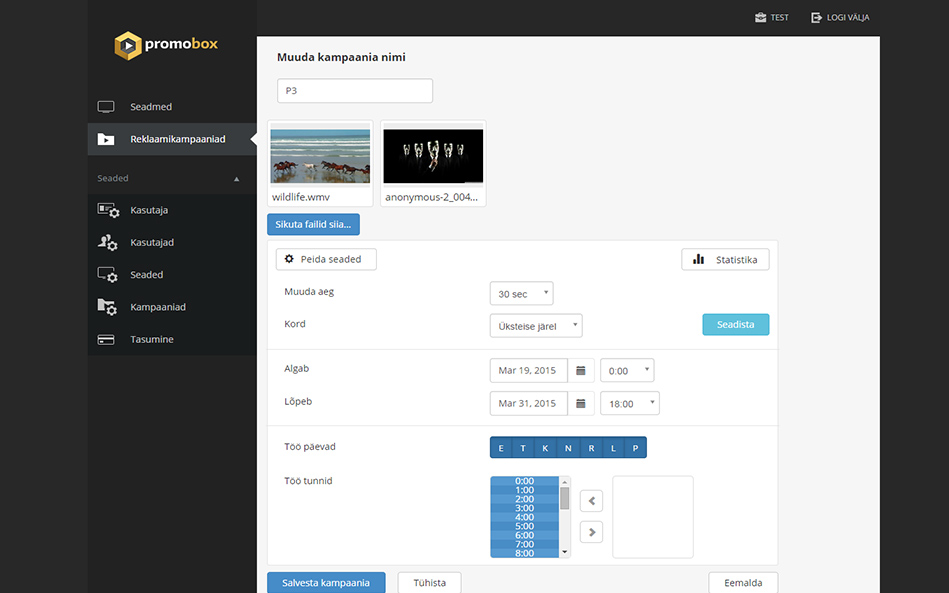 TEST
LOGI VÄLJA
promobox
Seadmed
Reklaamikampaaniad
Seaded
Kasutaja
Kasutajad
Seaded
Kampaaniad
Tasumine
Muuda kampaania nimi
P3
wildlife.wmv
anonymous-2_004...
Sikuta failid siia...
Peida seaded
Statistika
Muuda aeg
30 sec
Kord
Üksteise järel
Seadista
Algab
Mar 19, 2015
0:00
Lõpeb
Mar 31, 2015
18:00
Töö päevad
E T K N R L P
Töö tunnid
0:00
1:00
2:00
3:00
4:00
5:00
6:00
7:00
8:00
Salvesta kampaania
Tühista
Eemalda